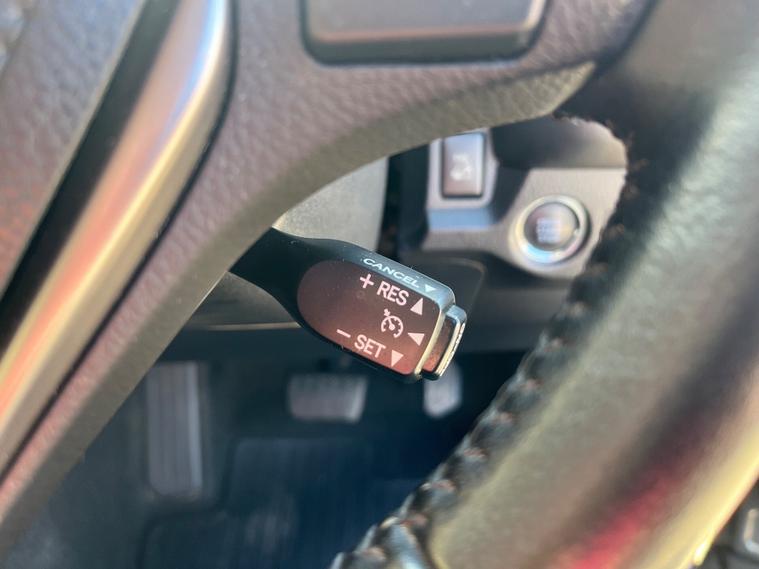 CANCEL ▼
+ RES ▲
◀
− SET ▼